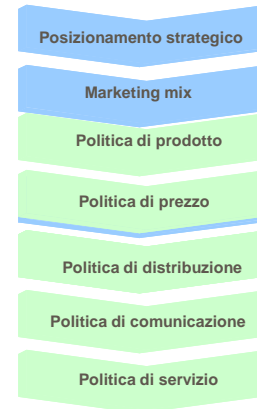 Posizionamento strategico
Marketing mix
Politica di prodotto
Politica di prezzo
Politica di distribuzione
Politica di comunicazione
Politica di servizio